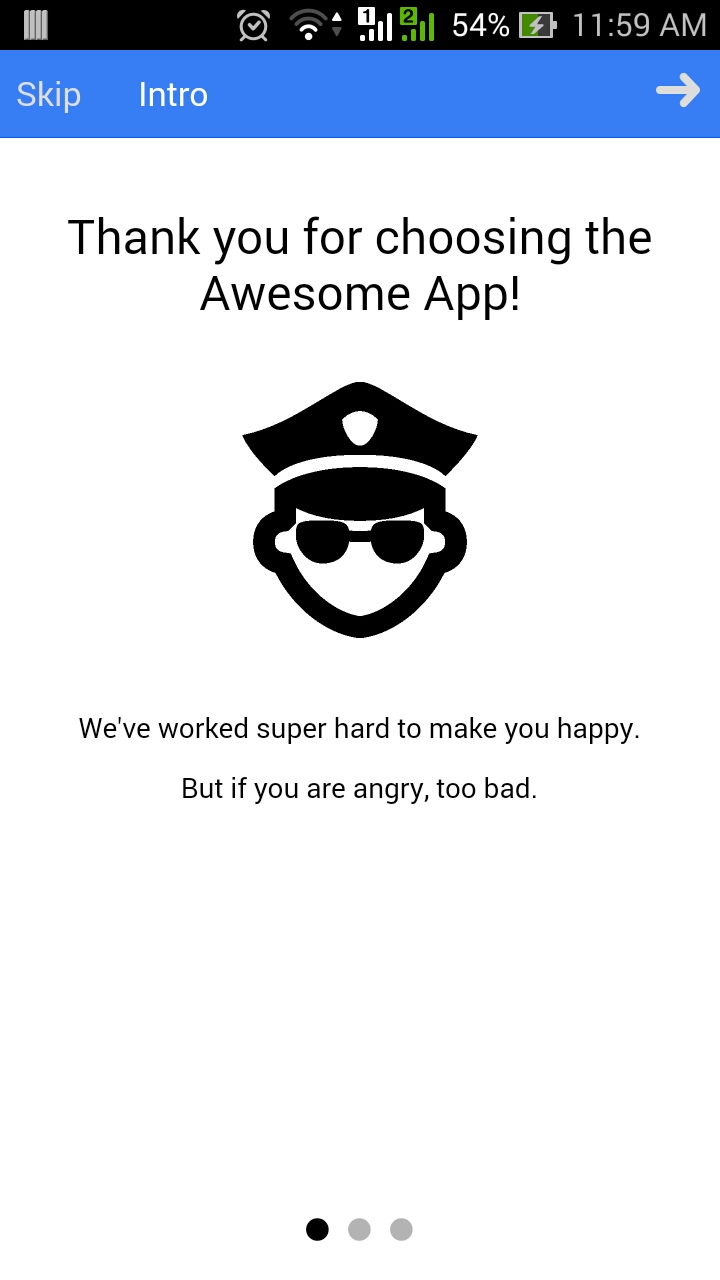 1 2 54% 11:59 AM
Skip Intro
Thank you for choosing the
Awesome App!
We've worked super hard to make you happy.
But if you are angry, too bad.